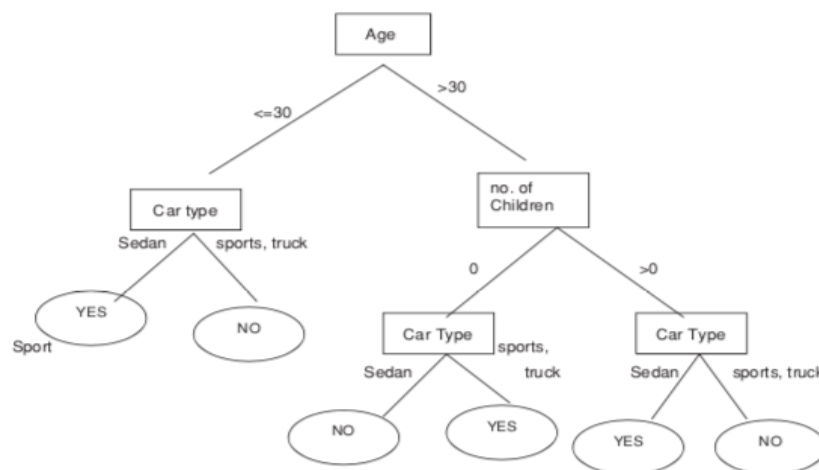 Age
<=30
>30
Car type
no. of
Children
Sedan
sports, truck
0
>0
YES
NO
Sport
Car Type
sports,
truck
Sedan
Car Type
Sedan
sports, truck
NO
YES
YES
NO